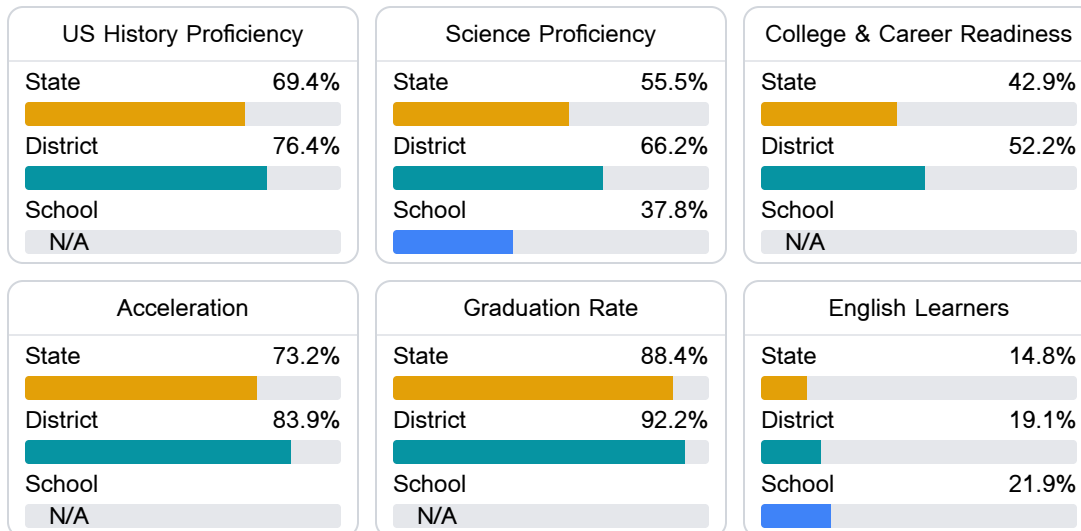 US History Proficiency
State 69.4%
District 76.4%
School
N/A
Science Proficiency
State 55.5%
District 66.2%
School 37.8%
College & Career Readiness
State 42.9%
District 52.2%
School
N/A
Acceleration
State 73.2%
District 83.9%
School
N/A
Graduation Rate
State 88.4%
District 92.2%
School
N/A
English Learners
State 14.8%
District 19.1%
School 21.9%